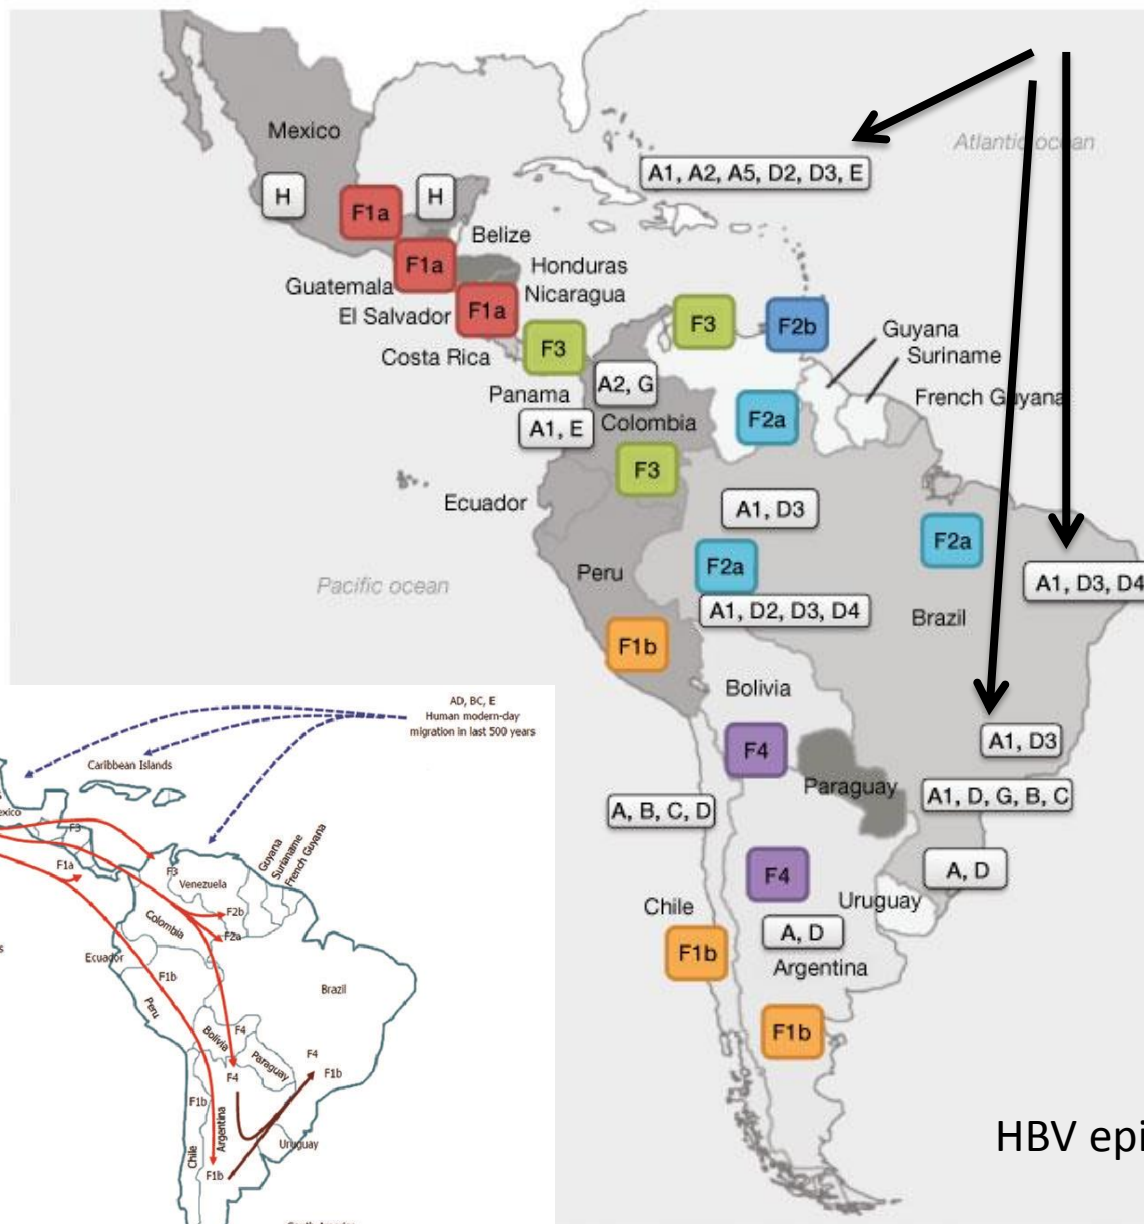 Atlantic ocean
Mexico
A1, A2, A5, D2, D3, E
H
H
F1a
Belize
F1a
Honduras
Guatemala
Nicaragua
F1a
El Salvador
F3
F2b
Guyana
Costa Rica
F3
Suriname
Panama
A2, G
French Guyana
A1, E
Colombia
F2a
F3
Ecuador
A1, D3
F2a
Pacific ocean
Peru
F2a
A1, D3, D4
A1, D2, D3, D4
Brazil
F1b
Bolivia
F4
A1, D3
Paraguay
A1, D, G, B, C
A, B, C, D
F4
A, D
Chile
Uruguay
A, D
F1b
Argentina
F1b
HBV epi
AD, BC, E
Human modern-day
migration in last 500 years
Caribbean Islands
exico
F3
F1a
F3
Venezuela
Guyana
Suriname
French Guyana
Colombia
F2b
F2a
Ecuador
F1b
Peru
Brazil
Bolivia
F4
Paraguay
F4
F4
F1b
F1b
Chile
Argentina
Uruguay
F1b